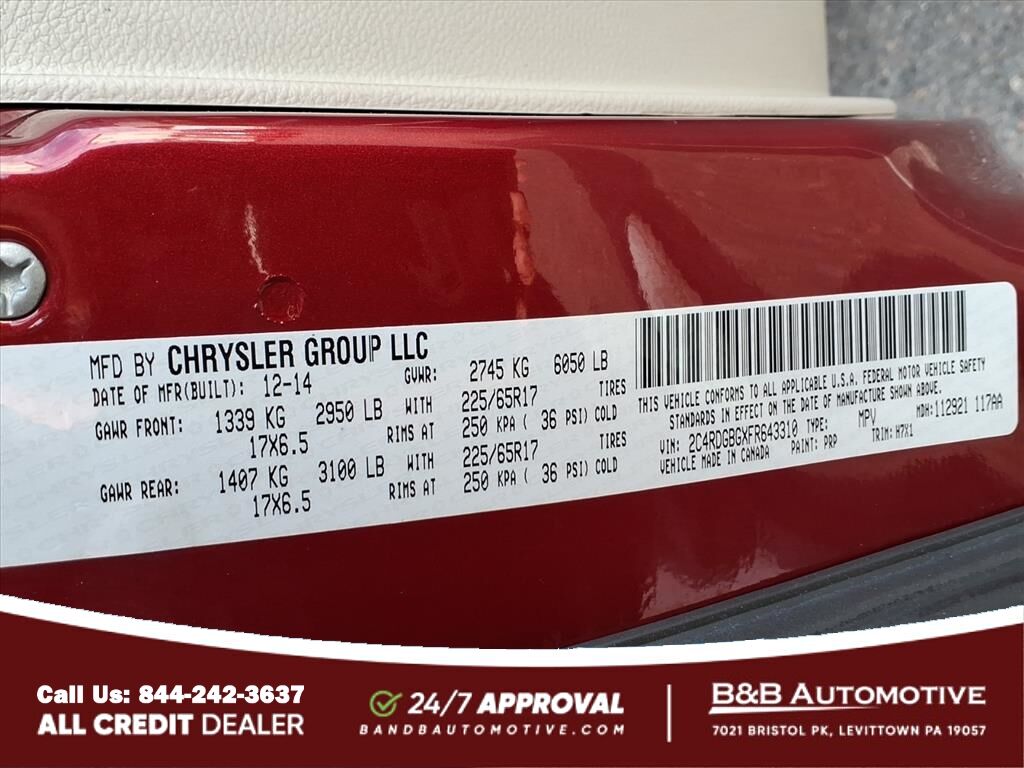 MFD BY CHRYSLER GROUP LLC
DATE OF MFR(BUILT): 12-14 GVWR: 2745 KG 6050 LB
GAWR FRONT: 1339 KG 2950 LB WITH 225/65R17 TIRES
17X6.5 RIMS AT 250 KPA ( 36 PSI) COLD
GAWR REAR: 1407 KG 3100 LB WITH 225/65R17 TIRES
17X6.5 RIMS AT 250 KPA ( 36 PSI) COLD
THIS VEHICLE CONFORMS TO ALL APPLICABLE U.S.A. FEDERAL MOTOR VEHICLE SAFETY
STANDARDS IN EFFECT ON THE DATE OF MANUFACTURE SHOWN ABOVE.
VIN: 2C4RDGBGXFR643310 TYPE: MPV MDH: 112921 117AA
VEHICLE MADE IN CANADA PAINT: PRP TRIM: H7X1
Call Us: 844-242-3637
ALL CREDIT DEALER
24/7 APPROVAL
BANDBAUTOMOTIVE.COM
B&B AUTOMOTIVE
7021 BRISTOL PK, LEVITTOWN PA 19057